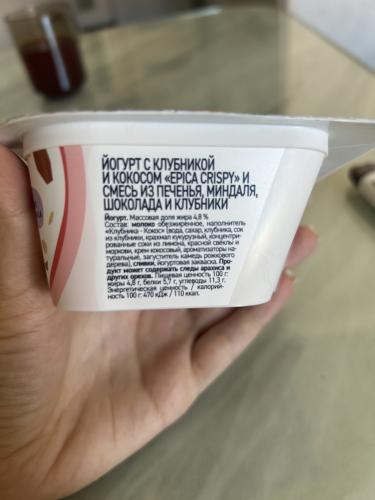 ЙОГУРТ С КЛУБНИКОЙ
И КОКОСОМ «EPICA CRISPY» И
СМЕСЬ ИЗ ПЕЧЕНЬЯ, МИНДАЛЯ,
ШОКОЛАДА И КЛУБНИКИ
Йогурт. Массовая доля жира 4,8 %
Состав: молоко обезжиренное, наполнитель
«Клубника - Кокос» (вода, сахар, клубника, сок
из клубники, крахмал кукурузный, концентри-
рованные соки из лимона, красной свёклы и
моркови, крем кокосовый, ароматизаторы на-
туральные, загуститель камедь рожкового
дерева), сливки, йогуртовая закваска. Про-
дукт может содержать следы арахиса и
других орехов. Пищевая ценность 100 г:
жиры 4,8 г, белки 5,7 г, углеводы 11,3 г.
Энергетическая ценность / калорий-
ность 100 г: 470 кДж / 110 ккал.